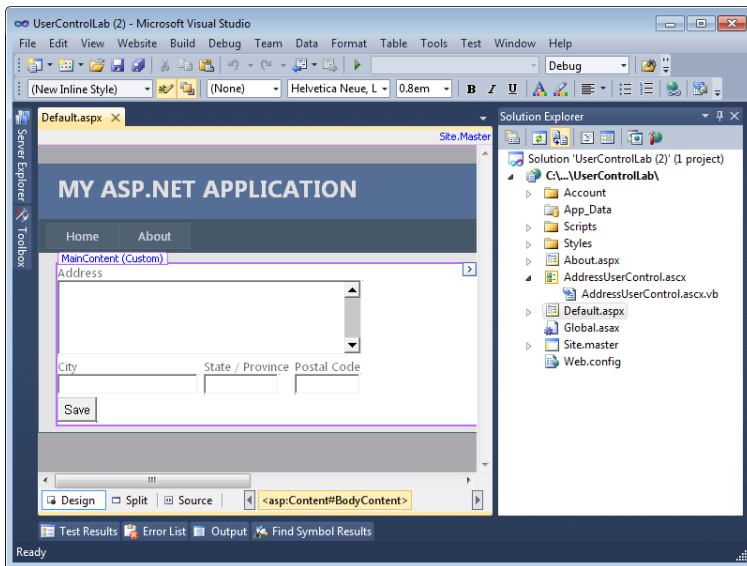 UserControlLab (2) - Microsoft Visual Studio
File Edit View Website Build Debug Team Data Format Table Tools Test Window Help
Debug
(New Inline Style) (None) Helvetica Neue, L 0.8em B I U A
Server Explorer
Toolbox
Default.aspx
Site.Master
MY ASP.NET APPLICATION
Home About
MainContent (Custom)
Address
City State / Province Postal Code
Save
Design Split Source <asp:Content#BodyContent>
Solution Explorer
Solution 'UserControlLab (2)' (1 project)
C:\...\UserControlLab\
Account
App_Data
Scripts
Styles
About.aspx
AddressUserControl.ascx
AddressUserControl.ascx.vb
Default.aspx
Global.asax
Site.master
Web.config
Test Results Error List Output Find Symbol Results
Ready